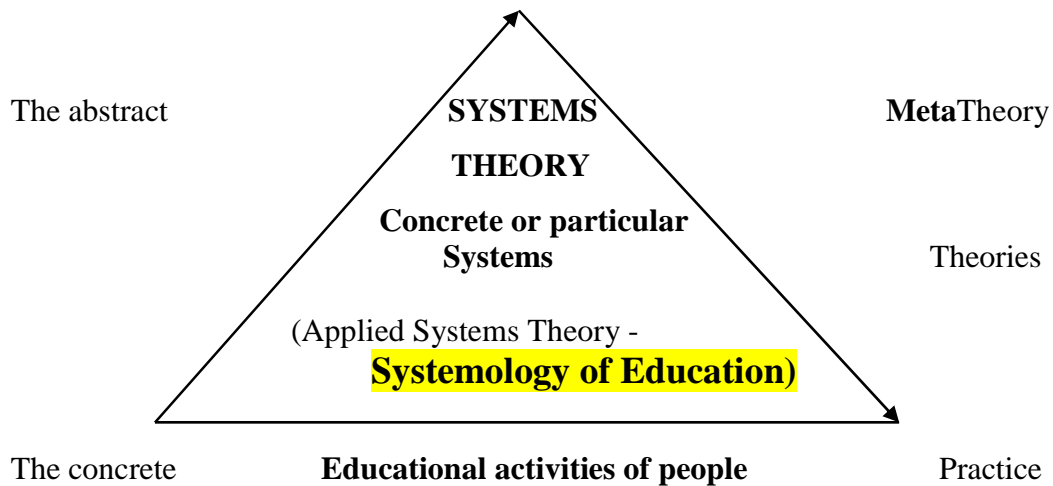 The abstract SYSTEMS MetaTheory
THEORY
Concrete or particular
Systems Theories
(Applied Systems Theory -
Systemology of Education)
The concrete Educational activities of people Practice